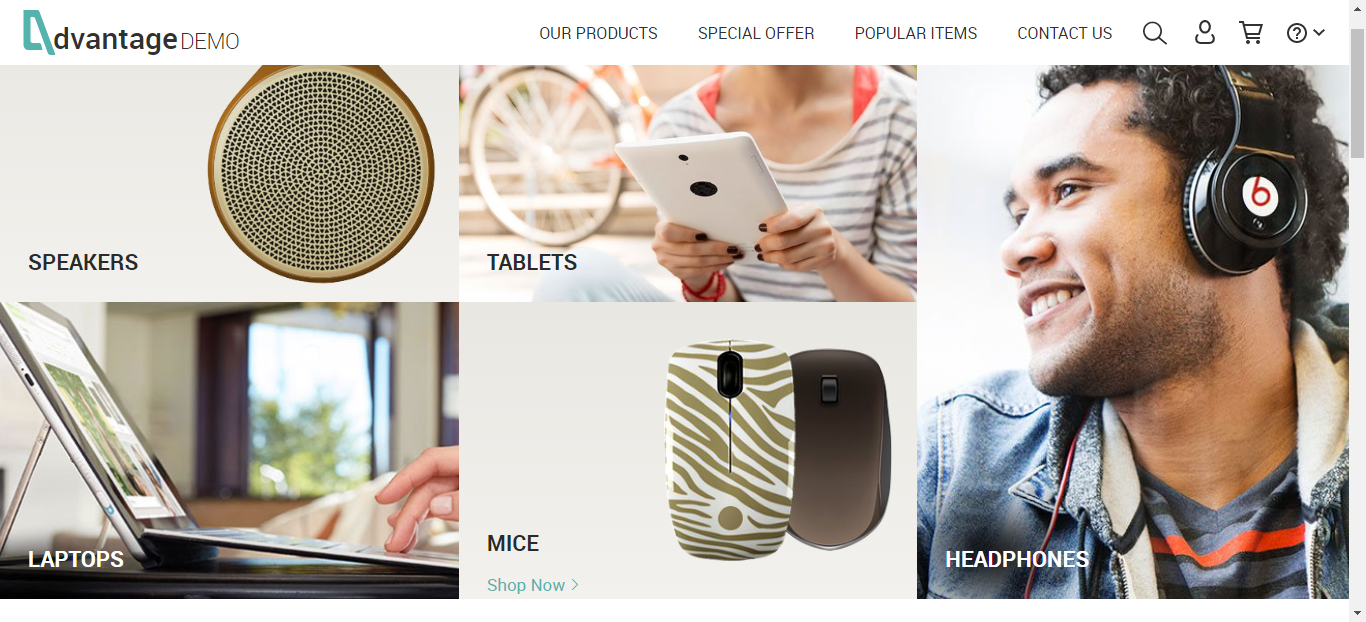 dvantage DEMO
OUR PRODUCTS SPECIAL OFFER POPULAR ITEMS CONTACT US
SPEAKERS
TABLETS
LAPTOPS
MICE
Shop Now
HEADPHONES
b